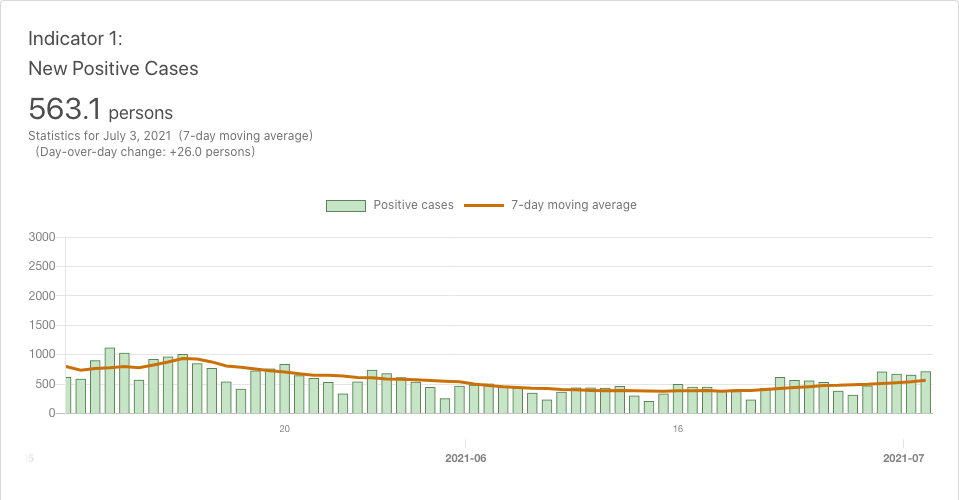 Indicator 1:
New Positive Cases
563.1 persons
Statistics for July 3, 2021 (7-day moving average)
(Day-over-day change: +26.0 persons)
Positive cases 7-day moving average
3000
2500
2000
1500
1000
500
0
20 16
2021-06 2021-07